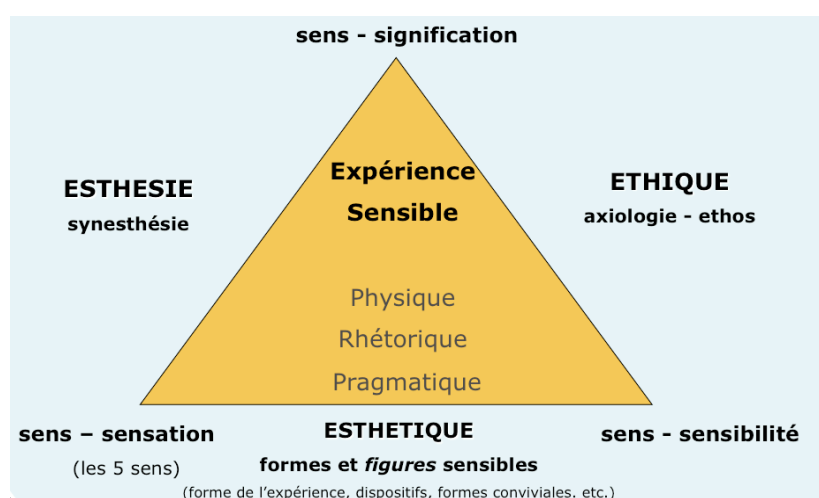 sens - signification
Expérience
Sensible
ESTHESIE
synesthésie
ETHIQUE
axiologie - ethos
Physique
Rhétorique
Pragmatique
sens – sensation
(les 5 sens)
ESTHETIQUE
formes et figures sensibles
(forme de l'expérience, dispositifs, formes conviviales, etc.)
sens - sensibilité